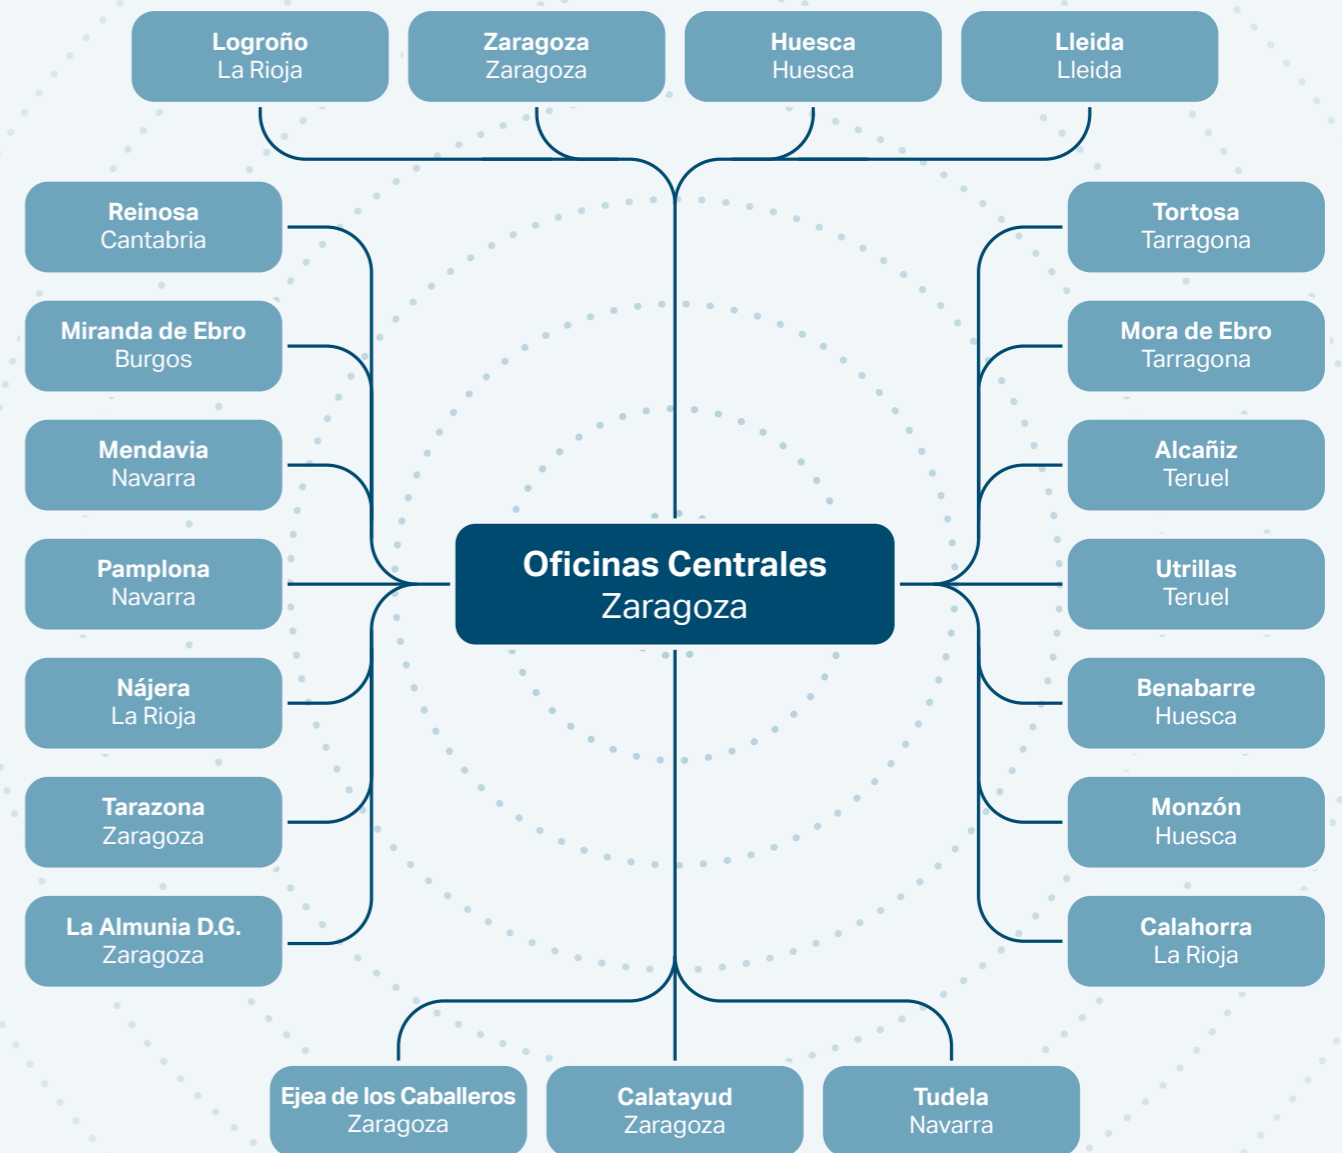 Logroño
La Rioja
Zaragoza
Zaragoza
Huesca
Huesca
Lleida
Lleida
Reinosa
Cantabria
Miranda de Ebro
Burgos
Mendavia
Navarra
Pamplona
Navarra
Nájera
La Rioja
Tarazona
Zaragoza
La Almunia D.G.
Zaragoza
Oficinas Centrales
Zaragoza
Tortosa
Tarragona
Mora de Ebro
Tarragona
Alcañiz
Teruel
Utrillas
Teruel
Benabarre
Huesca
Monzón
Huesca
Calahorra
La Rioja
Ejea de los Caballeros
Zaragoza
Calatayud
Zaragoza
Tudela
Navarra